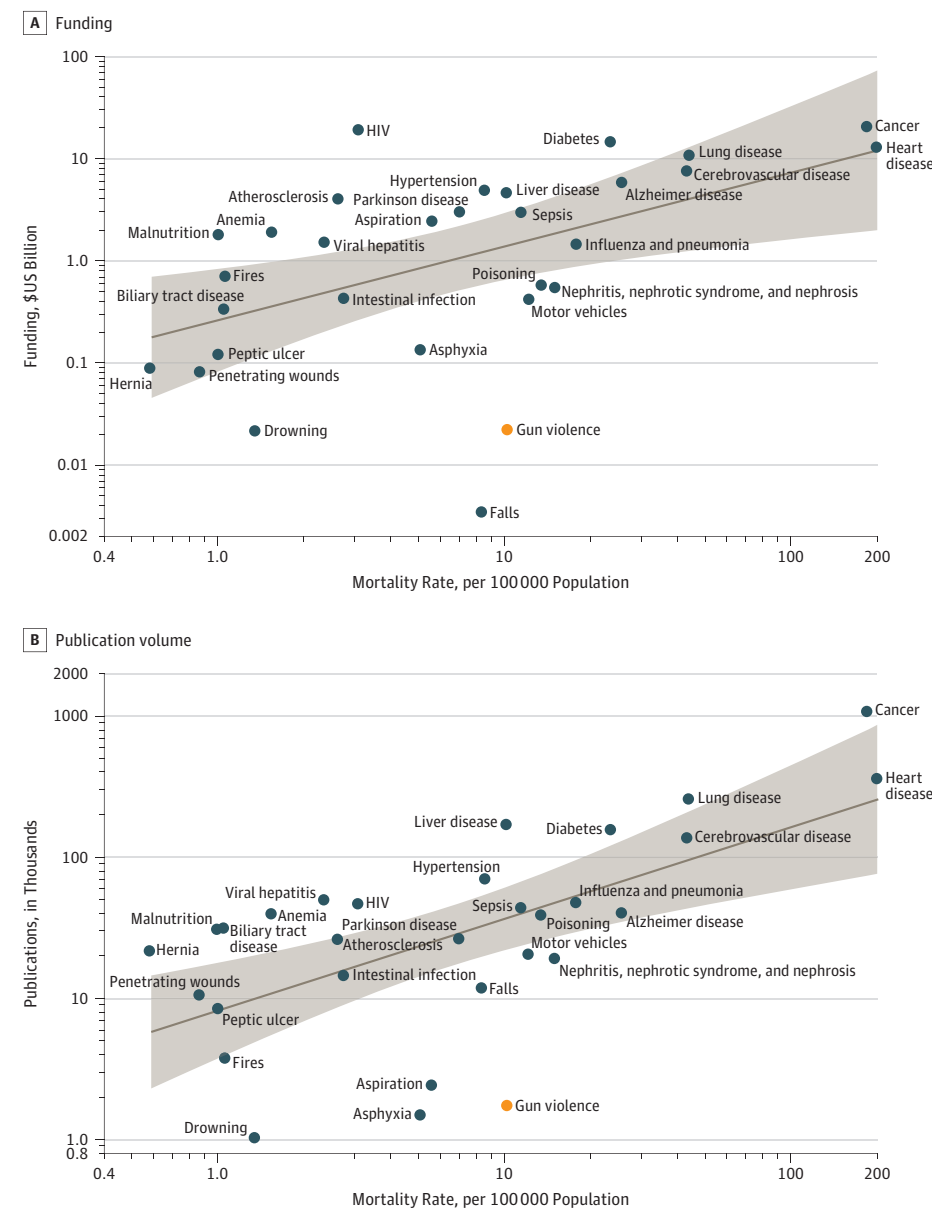 A Funding
100
10
1.0
0.1
0.01
0.002
Funding, $US Billion
HIV
Diabetes
Cancer
Heart
disease
Lung disease
Cerebrovascular disease
Hypertension
Liver disease
Alzheimer disease
Atherosclerosis
Parkinson disease
Sepsis
Anemia
Aspiration
Malnutrition
Viral hepatitis
Influenza and pneumonia
Fires
Poisoning
Biliary tract disease
Intestinal infection
Nephritis, nephrotic syndrome, and nephrosis
Motor vehicles
Peptic ulcer
Asphyxia
Hernia
Penetrating wounds
Drowning
Gun violence
Falls
0.4
1.0
10
100
200
Mortality Rate, per 100 000 Population
B Publication volume
2000
1000
100
10
1.0
0.8
Publications, in Thousands
Cancer
Heart
disease
Lung disease
Liver disease
Diabetes
Cerebrovascular disease
Hypertension
Viral hepatitis
HIV
Influenza and pneumonia
Sepsis
Malnutrition
Anemia
Parkinson disease
Poisoning
Alzheimer disease
Biliary tract
disease
Hernia
Atherosclerosis
Motor vehicles
Penetrating wounds
Intestinal infection
Nephritis, nephrotic syndrome, and nephrosis
Falls
Peptic ulcer
Fires
Aspiration
Asphyxia
Gun violence
Drowning
0.4
1.0
10
100
200
Mortality Rate, per 100 000 Population